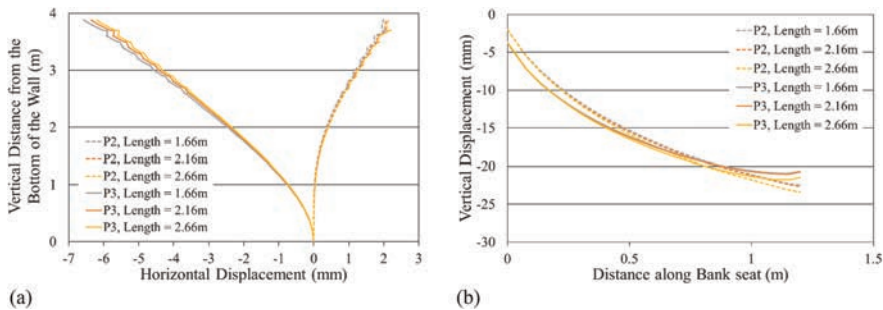 4
3
2
1
0
Vertical Distance from the
Bottom of the Wall (m)
P2, Length = 1.66m
P2, Length = 2.16m
P2, Length = 2.66m
P3, Length = 1.66m
P3, Length = 2.16m
P3, Length = 2.66m
-7 -6 -5 -4 -3 -2 -1 0 1 2 3
Horizontal Displacement (mm)
(a)
0
-5
-10
-15
-20
-25
-30
Vertical Displacement (mm)
P2, Length = 1.66m
P2, Length = 2.16m
P2, Length = 2.66m
P3, Length = 1.66m
P3, Length = 2.16m
P3, Length = 2.66m
0 0.5 1 1.5
Distance along Bank seat (m)
(b)